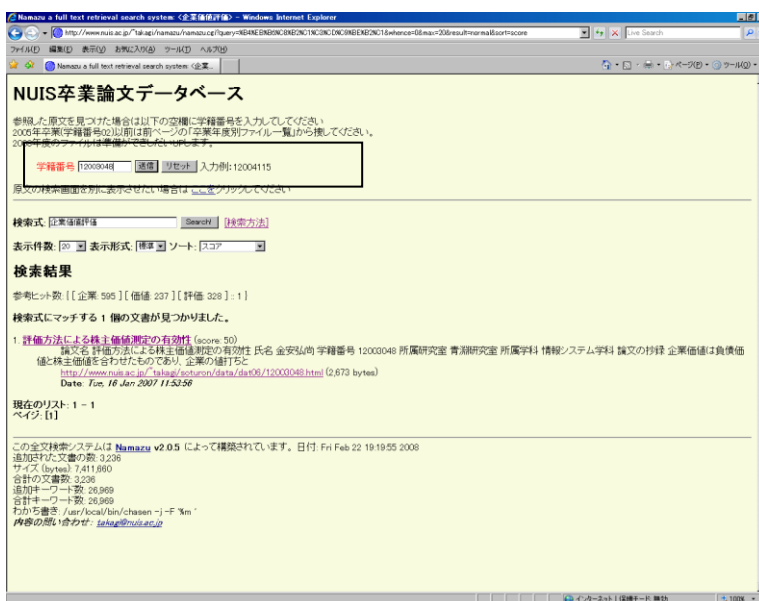 Namazu a full text retrieval search system: <企業価値評価> - Windows Internet Explorer
Live Search
ファイル(F) 編集(E) 表示(V) お気に入り(A) ツール(T) ヘルプ(H)
Namazu a full text retrieval search system: <企業...
ページ(P) ツール(O)
NUIS卒業論文データベース
参照した原文を見つけた場合は以下の空欄に学籍番号を入力してください
2005年卒業(学籍番号02)以前は前ページの「卒業年度別ファイル一覧」から捜してください。
学籍番号 12003048 送信 リセット 入力例:12004115
原文の検索画面を別に表示させたい場合は ここをクリックしてください
検索式: 企業価値評価 Search! [検索方法]
表示件数: 20 表示形式: 標準 ソート: スコア
検索結果
参考ヒット数: [ [ 企業: 595 ] [ 価値: 237 ] [ 評価: 328 ] :: 1 ]
検索式にマッチする 1 個の文書が見つかりました。
1. 評価方法による株主価値測定の有効性 (score: 50)
論文名 評価方法による株主価値測定の有効性 氏名 金安弘尚 学籍番号 12003048 所属研究室 青淵研究室 所属学科 情報システム学科 論文の抄録 企業価値は負債価
値と株主価値を合わせたものであり、企業の値打ちと
http://www.nuis.ac.jp/~takagi/soturon/data/dat06/12003048.html (2,673 bytes)
Date: Tue, 16 Jan 2007 11:53:56
現在のリスト: 1 - 1
ペイジ: [1]
この全文検索システムは Namazu v2.0.5 によって構築されています。 日付: Fri Feb 22 19:19:55 2008
追加された文書の数: 3,236
サイズ (bytes): 7,411,660
合計の文書数: 3,236
追加キーワード数: 26,969
合計キーワード数: 26,969
わかち書き: /usr/local/bin/chasen -j -F '%m '
内容の問い合わせ: takagi@nuis.ac.jp
インターネット | 保護モード: 無効
100%